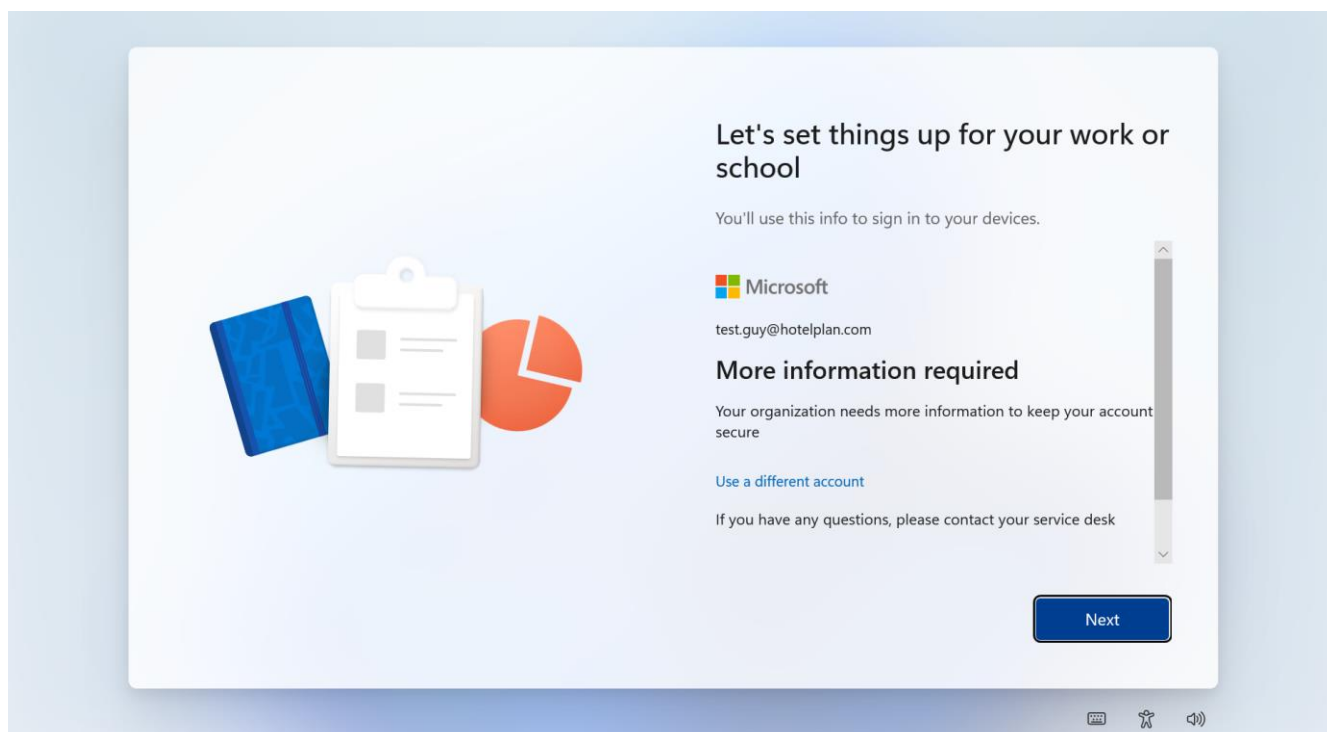 Let's set things up for your work or
school
You'll use this info to sign in to your devices.
Microsoft
test.guy@hotelplan.com
More information required
Your organization needs more information to keep your account
secure
Use a different account
If you have any questions, please contact your service desk
Next